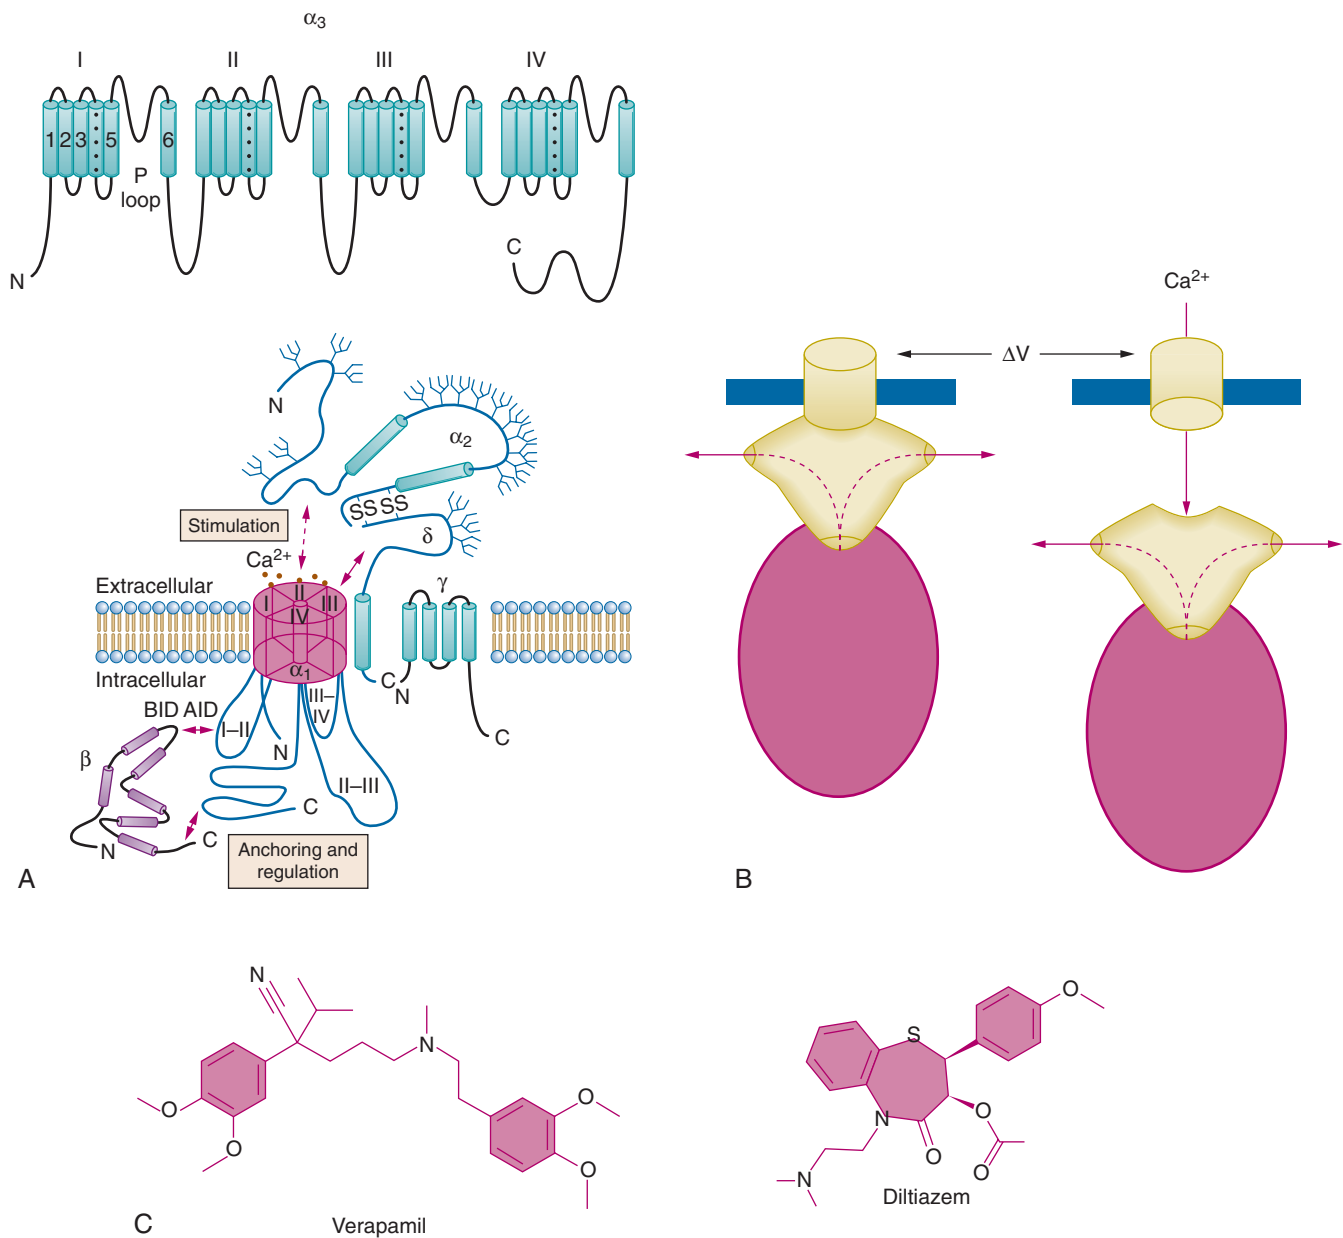 α3
I II III IV
1 2 3 5 6
P
loop
N
C
N
α2
SS SS
Stimulation
δ
Ca2+
Extracellular
γ
I II III
IV
α1
Intracellular
C
N
BID AID
I–II
III–
IV
N
C
β
II–III
C
N
C
Anchoring and
regulation
A
Ca2+
ΔV
B
N
N
O
O
O
O
C
Verapamil
O
S
N
O
O
O
N
Diltiazem